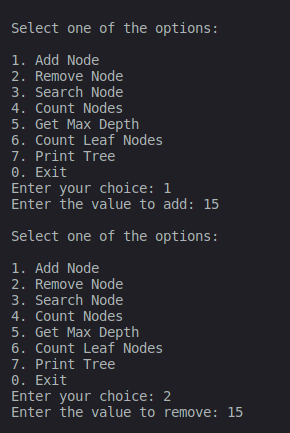 Select one of the options:
1. Add Node
2. Remove Node
3. Search Node
4. Count Nodes
5. Get Max Depth
6. Count Leaf Nodes
7. Print Tree
0. Exit
Enter your choice: 1
Enter the value to add: 15
Select one of the options:
1. Add Node
2. Remove Node
3. Search Node
4. Count Nodes
5. Get Max Depth
6. Count Leaf Nodes
7. Print Tree
0. Exit
Enter your choice: 2
Enter the value to remove: 15